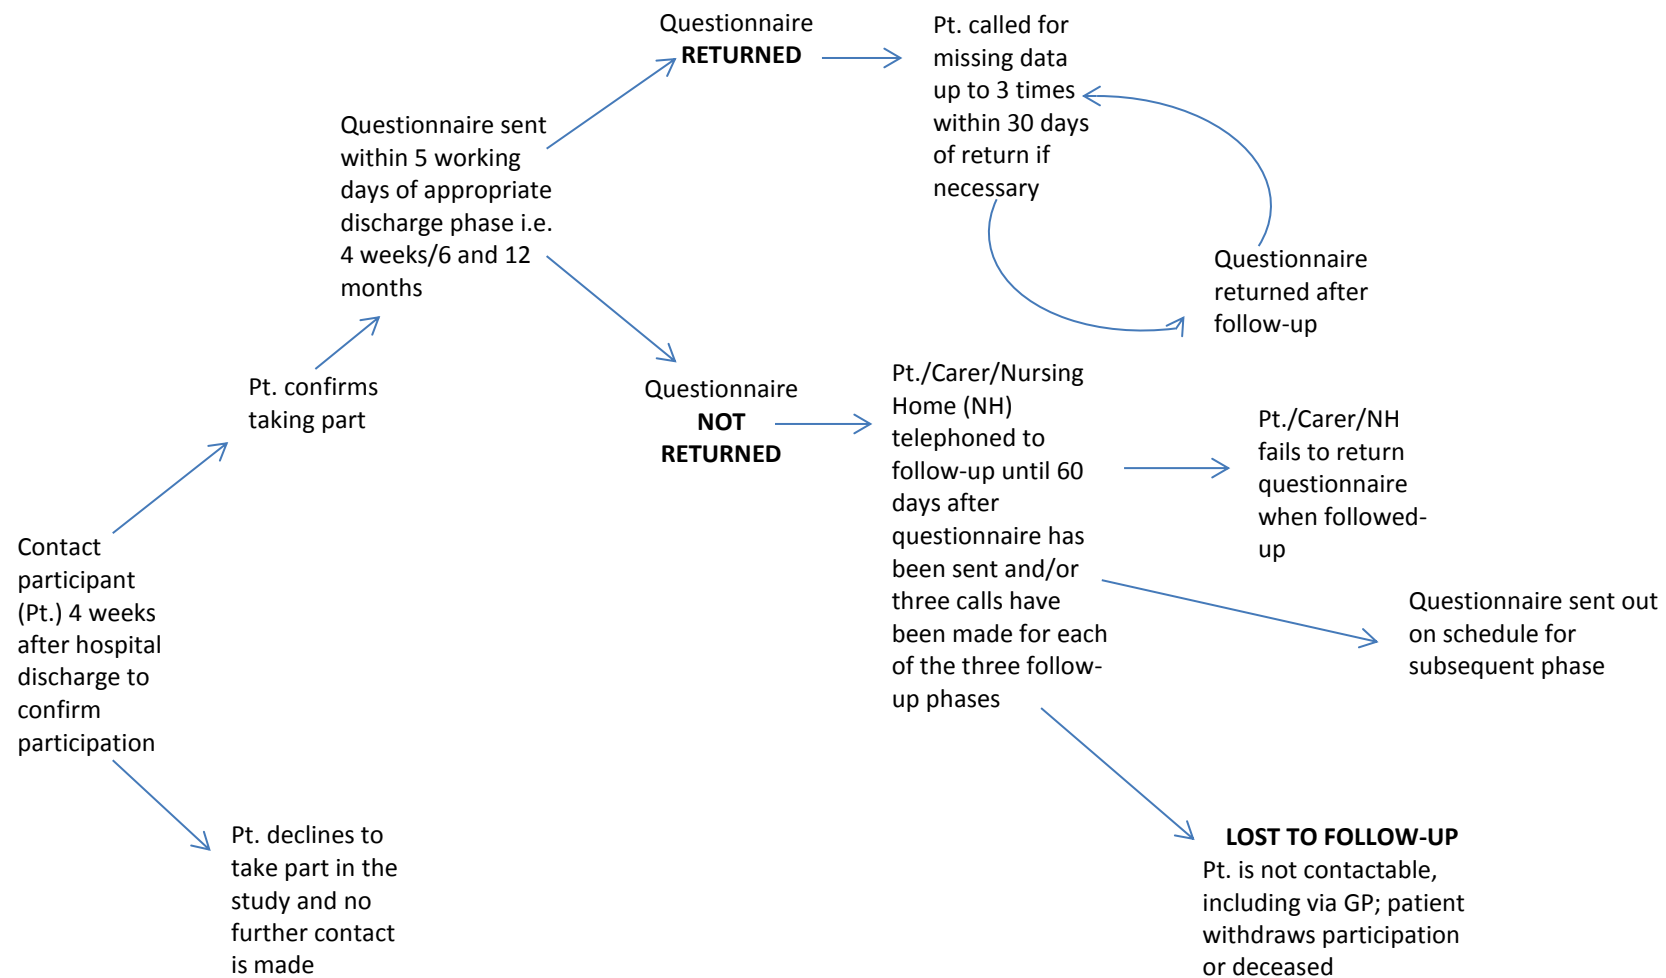 Questionnaire
RETURNED
Pt. called for
missing data
up to 3 times
within 30 days
of return if
necessary
Questionnaire sent
within 5 working
days of appropriate
discharge phase i.e.
4 weeks/6 and 12
months
Questionnaire
returned after
follow-up
Pt. confirms
taking part
Questionnaire
NOT
RETURNED
Pt./Carer/Nursing
Home (NH)
telephoned to
follow-up until 60
days after
questionnaire has
been sent and/or
three calls have
been made for each
of the three follow-
up phases
Pt./Carer/NH
fails to return
questionnaire
when followed-
up
Contact
participant
(Pt.) 4 weeks
after hospital
discharge to
confirm
participation
Questionnaire sent out
on schedule for
subsequent phase
Pt. declines to
take part in the
study and no
further contact
is made
LOST TO FOLLOW-UP
Pt. is not contactable,
including via GP; patient
withdraws participation
or deceased